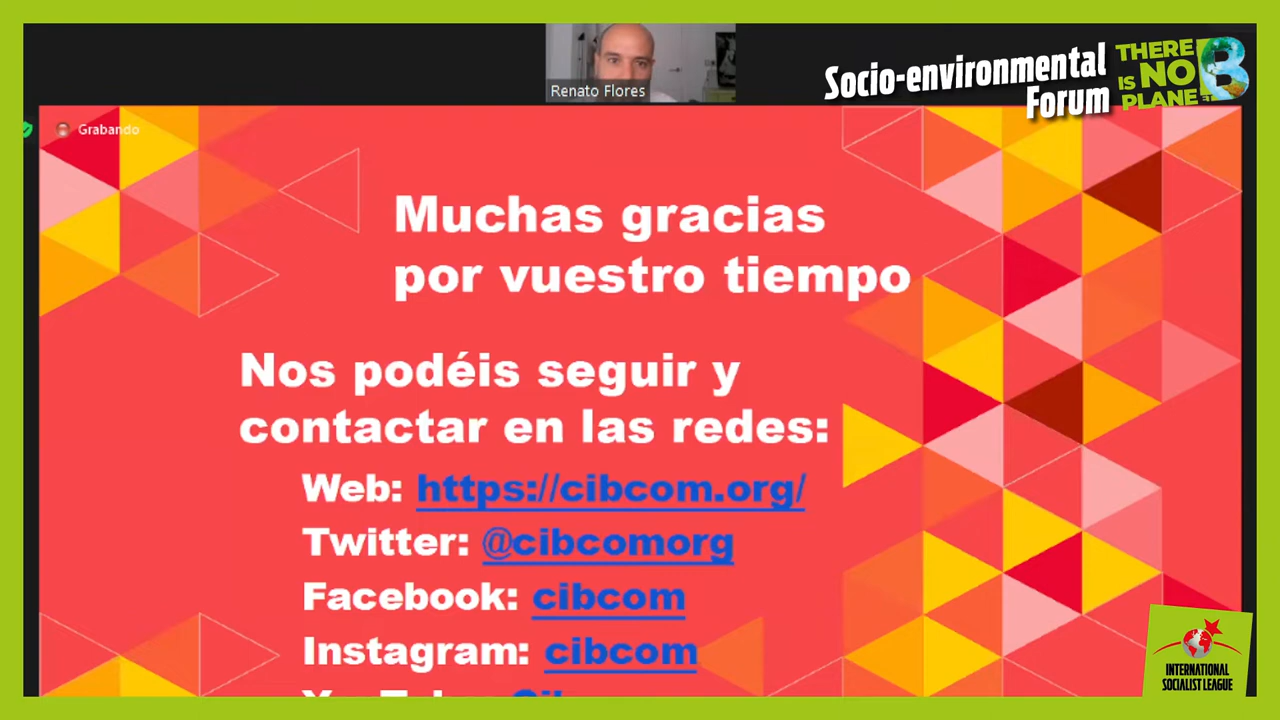 Renato Flores
Socio-environmental
Forum
THERE
IS NO
PLANET
B
Grabando
Muchas gracias
por vuestro tiempo
Nos podéis seguir y
contactar en las redes:
Web: https://cibcom.org/
Twitter: @cibcomorg
Facebook: cibcom
Instagram: cibcom
INTERNATIONAL
SOCIALIST LEAGUE